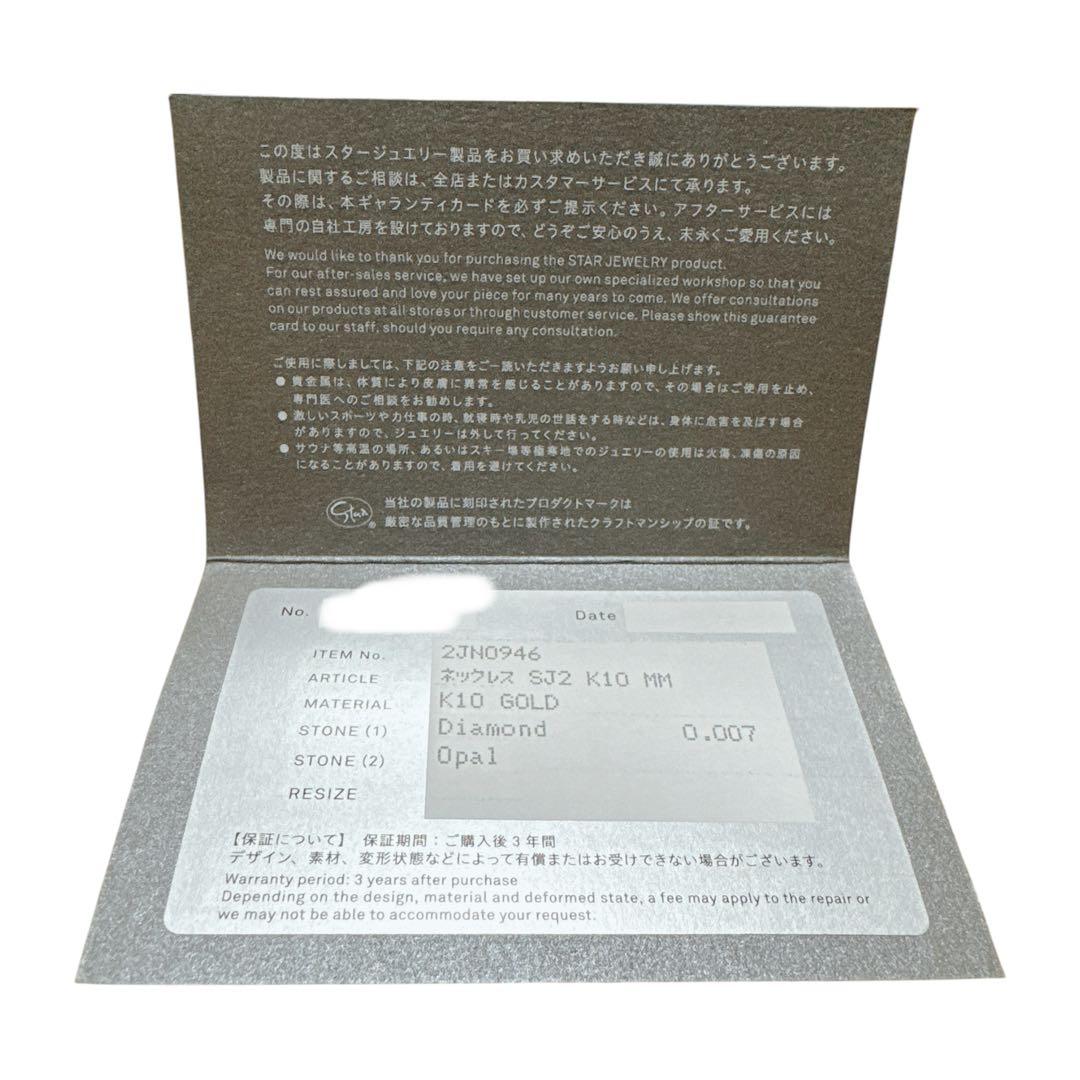 この度はスタージュエリー製品をお買い求めいただき誠にありがとうございます。
製品に関するご相談は、全店またはカスタマーサービスにて承ります。
その際は、本ギャランティカードを必ずご提示ください。アフターサービスには
専門の自社工房を設けておりますので、どうぞご安心のうえ、末永くご愛用ください。
We would like to thank you for purchasing the STAR JEWELRY product.
For our after-sales service, we have set up our own specialized workshop so that you
can rest assured and love your piece for many years to come. We offer consultations
on our products at all stores or through customer service. Please show this guarantee
card to our staff, should you require any consultation.
ご使用に際しましては、下記の注意をご一読いただきますようお願い申し上げます。
● 貴金属は、体質により皮膚に異常を感じることがありますので、その場合はご使用を止め、
専門医へのご相談をお勧めします。
● 激しいスポーツや力仕事の時、就寝時や乳児の世話をする時などは、身体に危害を及ぼす場合
がありますので、ジュエリーは外して行ってください。
● サウナ等高温の場所、あるいはスキー場等極寒地でのジュエリーの使用は火傷、凍傷の原因
になることがありますので、着用を避けてください。
Star ® 当社の製品に刻印されたプロダクトマークは
厳密な品質管理のもとに製作されたクラフトマンシップの証です。
No. Date
ITEM No. 2JN0946
ARTICLE ネックレス SJ2 K10 MM
MATERIAL K10 GOLD
STONE (1) Diamond 0.007
STONE (2) Opal
RESIZE
【保証について】 保証期間：ご購入後3年間
デザイン、素材、変形状態などによって有償またはお受けできない場合がございます。
Warranty period: 3 years after purchase
Depending on the design, material and deformed state, a fee may apply to the repair or
we may not be able to accommodate your request.